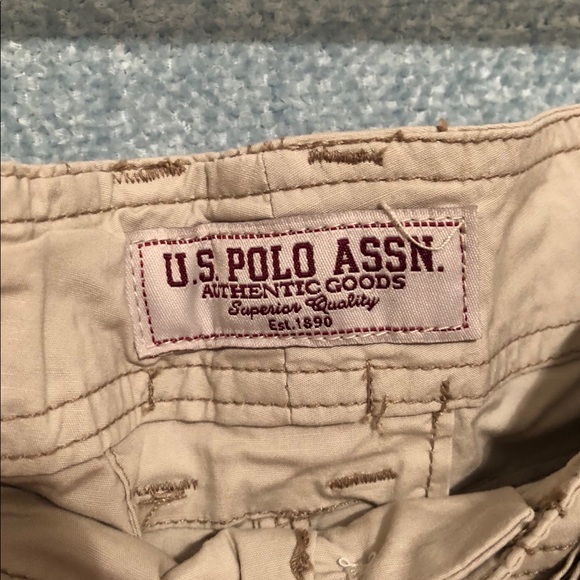 U.S. POLO ASSN.
AUTHENTIC GOODS
Superior Quality
Est. 1890